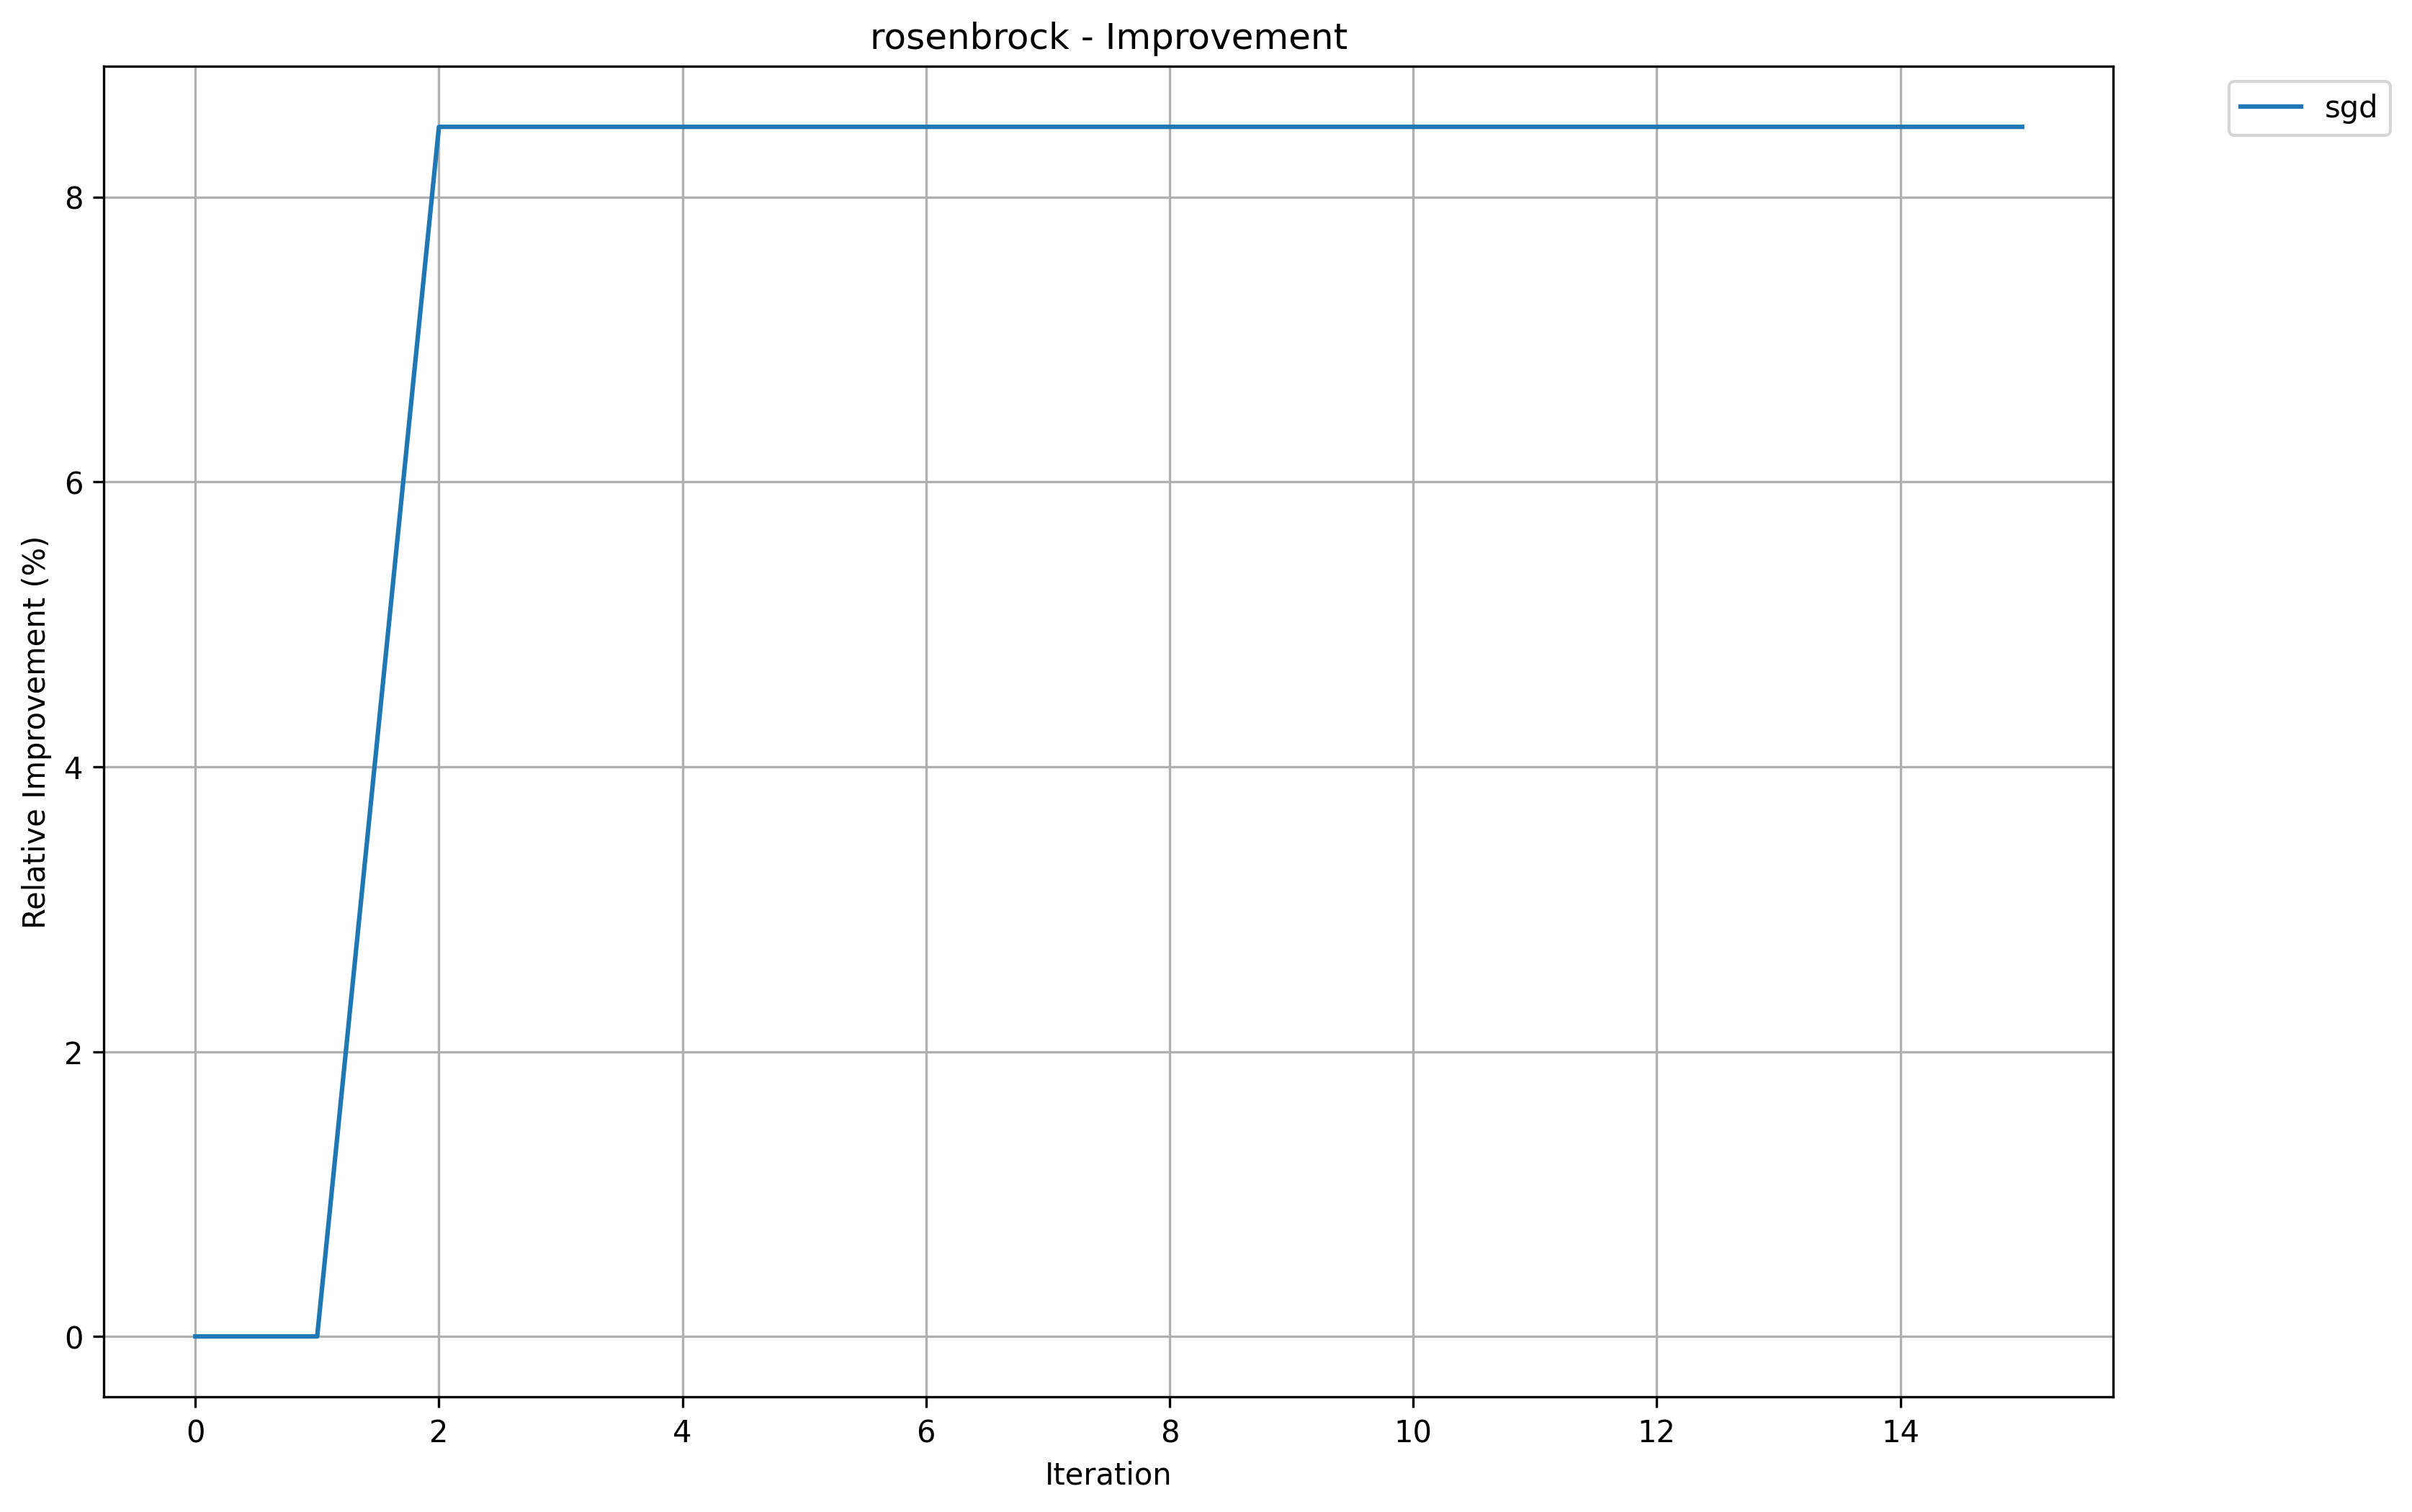 rosenbrock - Improvement
sgd
Relative Improvement (%)
8
6
4
2
0
0 2 4 6 8 10 12 14
Iteration